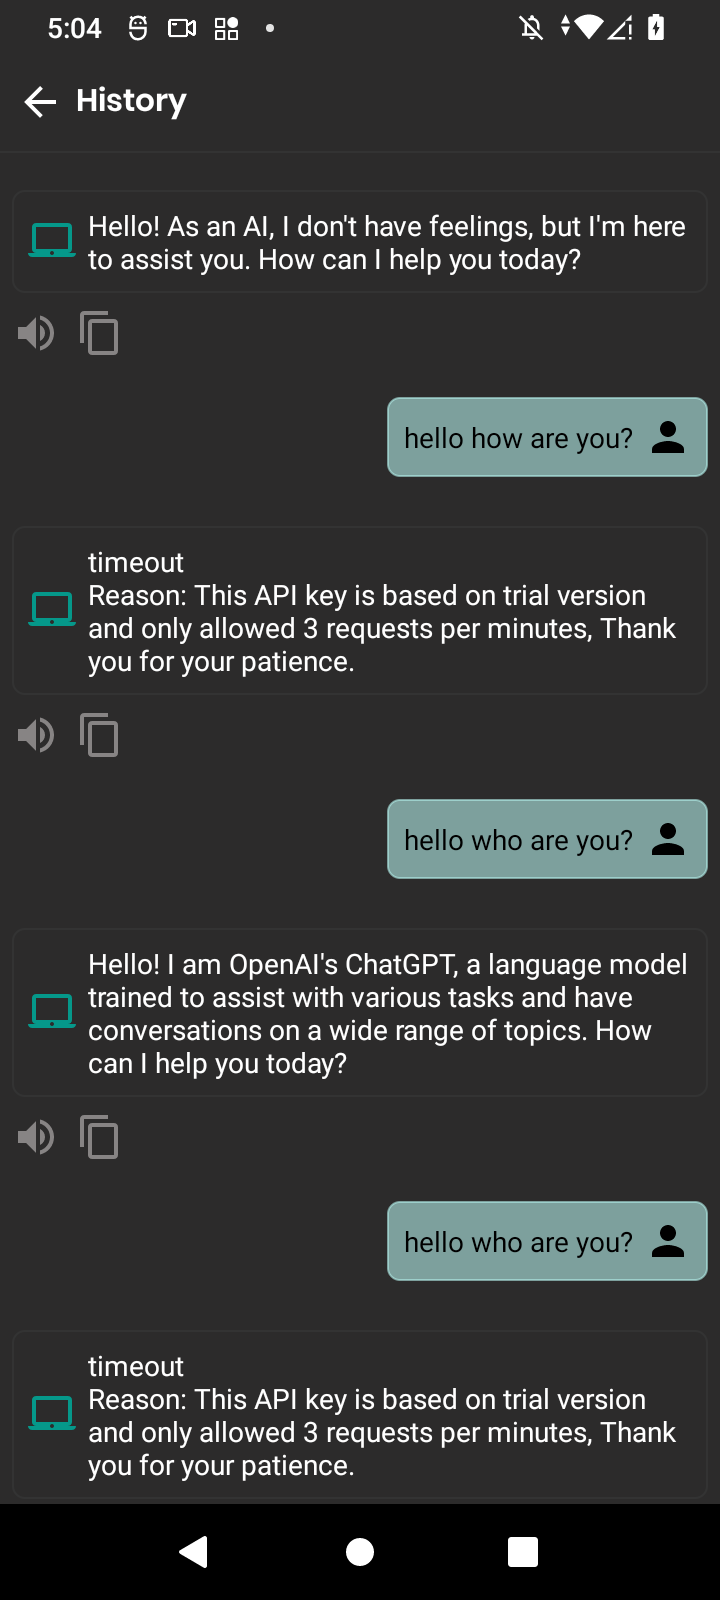 5:04
History
Hello! As an AI, I don't have feelings, but I'm here
to assist you. How can I help you today?
hello how are you?
timeout
Reason: This API key is based on trial version
and only allowed 3 requests per minutes, Thank
you for your patience.
hello who are you?
Hello! I am OpenAI's ChatGPT, a language model
trained to assist with various tasks and have
conversations on a wide range of topics. How
can I help you today?
hello who are you?
timeout
Reason: This API key is based on trial version
and only allowed 3 requests per minutes, Thank
you for your patience.